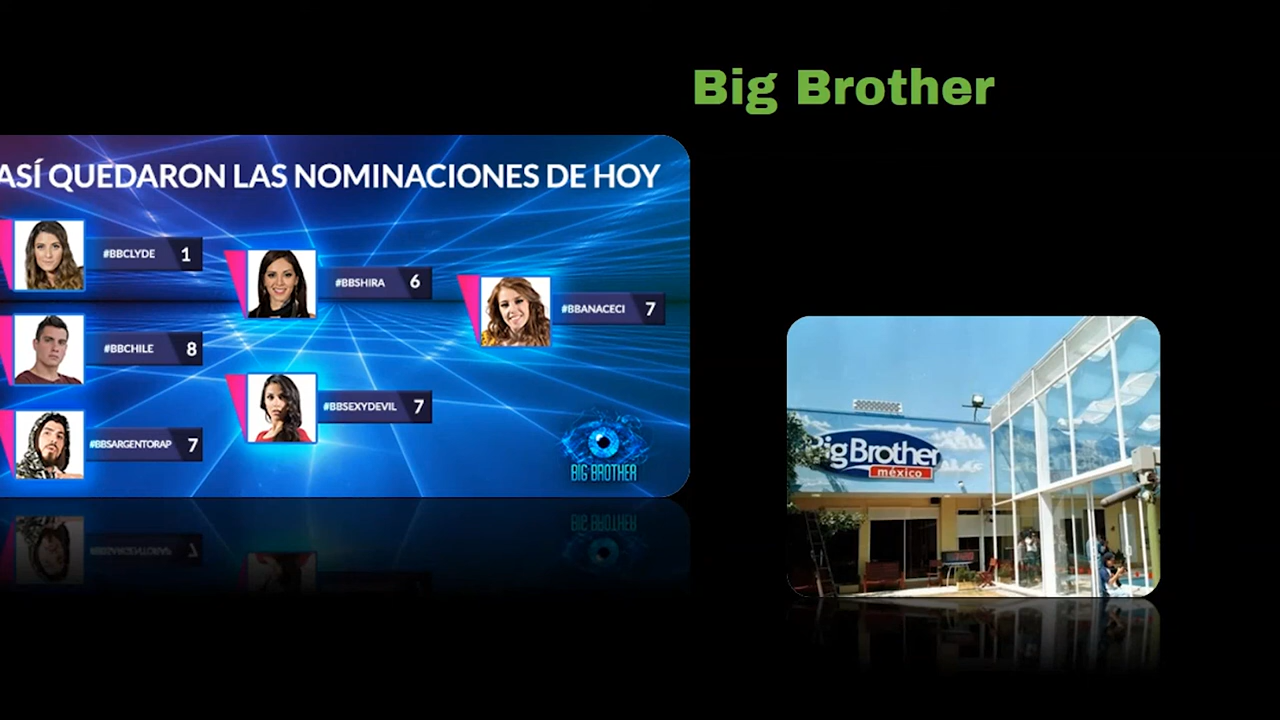 Big Brother
ASÍ QUEDARON LAS NOMINACIONES DE HOY
#BBCLYDE 1
#BBCHILE 8
#BBSARGENTORAP 7
#BBSHIRA 6
#BBSEXYDEVIL 7
#BBANACECI 7
BIG BROTHER
Big Brother
méxico